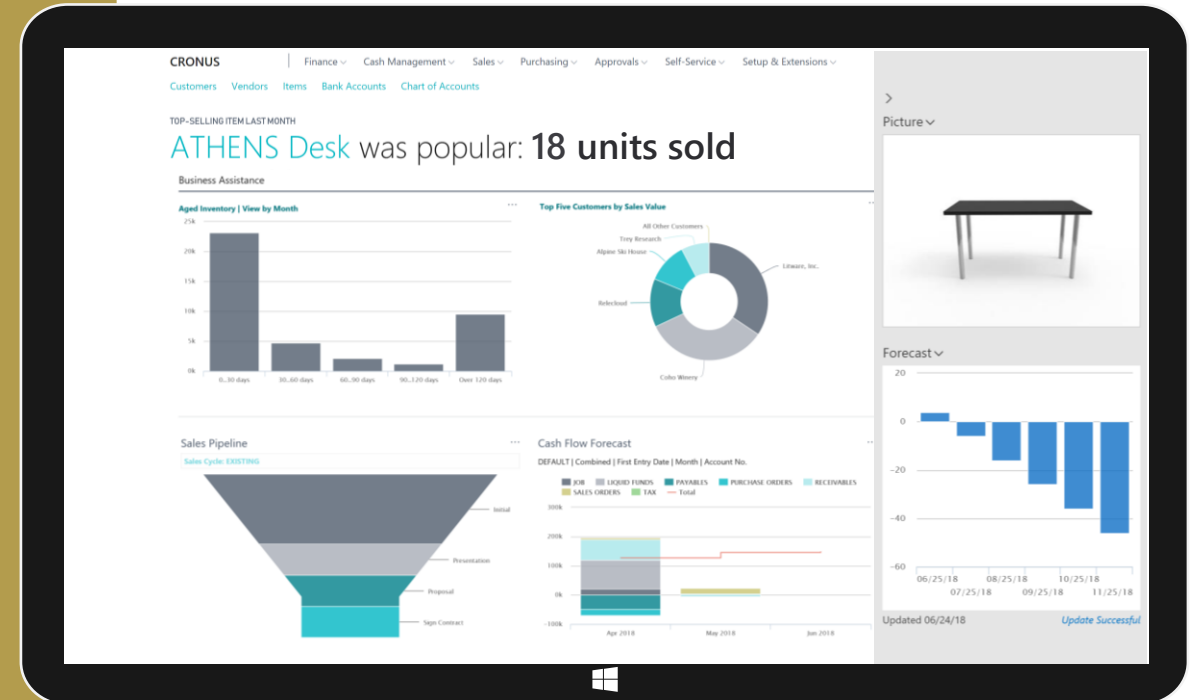 CRONUS
Finance Cash Management Sales Purchasing Approvals Self-Service Setup & Extensions
Customers Vendors Items Bank Accounts Chart of Accounts
TOP-SELLING ITEM LAST MONTH
ATHENS Desk was popular: 18 units sold
Business Assistance
Aged Inventory | View by Month
25k
20k
15k
10k
5k
0k
0..30 days 30..60 days 60..90 days 90..120 days Over 120 days
Top Five Customers by Sales Value
All Other Customers
Trey Research
Alpine Ski House
Litware, Inc.
Relecloud
Coho Winery
Sales Pipeline
Sales Cycle: EXISTING
Initial
Presentation
Proposal
Sign Contract
Cash Flow Forecast
DEFAULT | Combined | First Entry Date | Month | Account No.
JOB LIQUID FUNDS PAYABLES PURCHASE ORDERS RECEIVABLES
SALES ORDERS TAX Total
300k
200k
100k
0k
-100k
Apr 2018 May 2018 Jun 2018
Picture
Forecast
20
0
-20
-40
-60
06/25/18 08/25/18 10/25/18
07/25/18 09/25/18 11/25/18
Updated 06/24/18 Update Successful